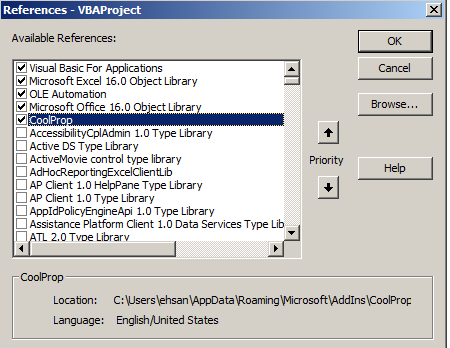 References - VBAProject
Available References:
OK
Visual Basic For Applications
Microsoft Excel 16.0 Object Library
Cancel
OLE Automation
Microsoft Office 16.0 Object Library
Browse...
CoolProp
AccessibilityCplAdmin 1.0 Type Library
Active DS Type Library
ActiveMovie control type library
Priority
AdHocReportingExcelClientLib
Help
AP Client 1.0 HelpPane Type Library
AP Client 1.0 Type Library
AppIdPolicyEngineApi 1.0 Type Library
Assistance Platform Client 1.0 Data Services Type Lib
ATL 2.0 Type Library
CoolProp
Location: C:\Users\ehsan\AppData\Roaming\Microsoft\AddIns\CoolProp
Language: English/United States